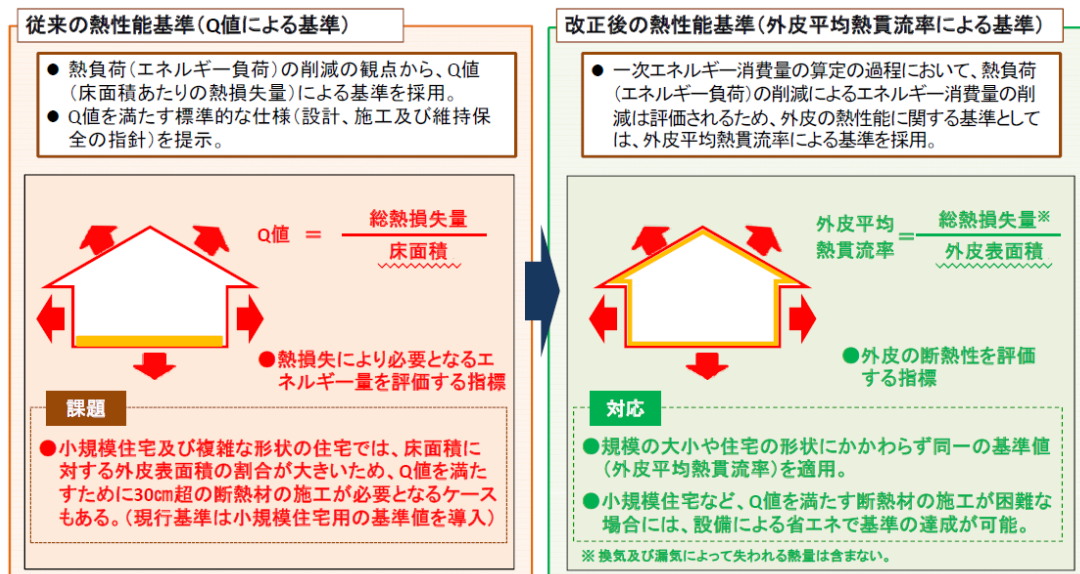 従来の熱性能基準(Q値による基準)
● 熱負荷(エネルギー負荷)の削減の観点から、Q値
(床面積あたりの熱損失量)による基準を採用。
● Q値を満たす標準的な仕様(設計、施工及び維持保
全の指針)を提示。
Q値 = 総熱損失量
床面積
●熱損失により必要となるエ
ネルギー量を評価する指標
課題
●小規模住宅及び複雑な形状の住宅では、床面積に
対する外皮表面積の割合が大きいため、Q値を満た
すために30㎝超の断熱材の施工が必要となるケース
もある。(現行基準は小規模住宅用の基準値を導入)
改正後の熱性能基準(外皮平均熱貫流率による基準)
● 一次エネルギー消費量の算定の過程において、熱負荷
(エネルギー負荷)の削減によるエネルギー消費量の削
減は評価されるため、外皮の熱性能に関する基準として
は、外皮平均熱貫流率による基準を採用。
外皮平均
熱貫流率
= 総熱損失量※
外皮表面積
●外皮の断熱性を評価
する指標
対応
●規模の大小や住宅の形状にかかわらず同一の基準値
(外皮平均熱貫流率)を適用。
●小規模住宅など、Q値を満たす断熱材の施工が困難な
場合には、設備による省エネで基準の達成が可能。
※ 換気及び漏気によって失われる熱量は含まない。